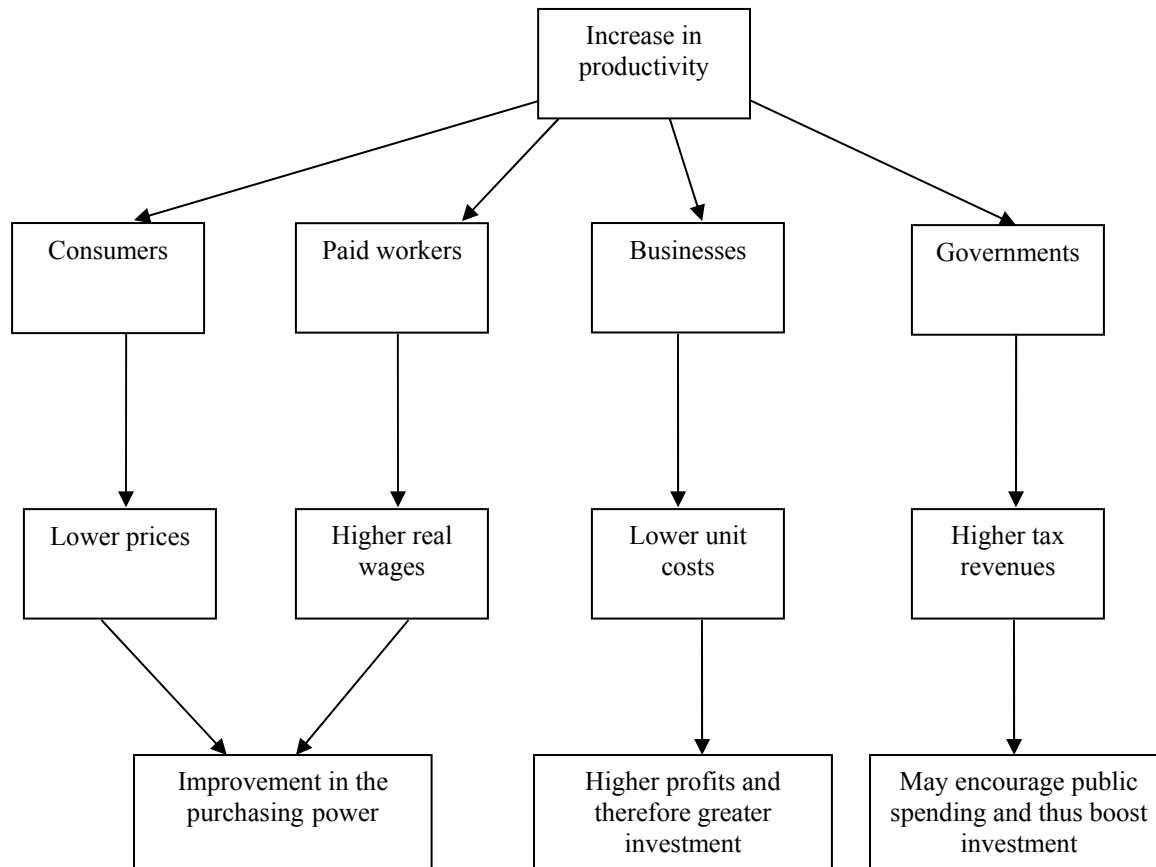 Increase in
productivity
Consumers
Paid workers
Businesses
Governments
Lower prices
Higher real
wages
Lower unit
costs
Higher tax
revenues
Improvement in the
purchasing power
Higher profits and
therefore greater
investment
May encourage public
spending and thus boost
investment